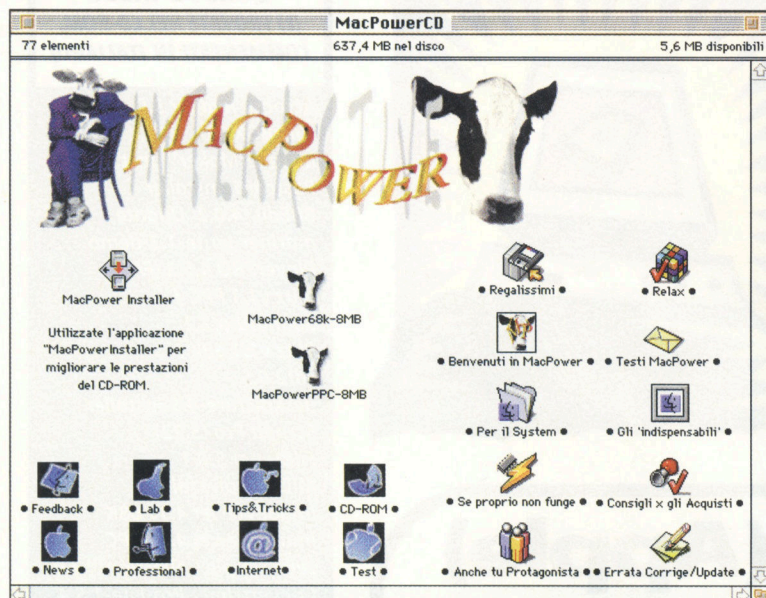 MacPowerCD
77 elementi 637,4 MB nel disco 5,6 MB disponibili
INTERACTIVE
MACPOWER
MacPower Installer
Utilizzate l'applicazione
"MacPowerInstaller" per
migliorare le prestazioni
del CD-ROM.
MacPower68k-8MB
MacPowerPPC-8MB
• Regalissimi • • Relax •
• Benvenuti in MacPower • • Testi MacPower •
• Per il System • • Gli 'indispensabili' •
• Se proprio non funge • • Consigli x gli Acquisti •
• Anche tu Protagonista • • Errata Corrige/Update •
• Feedback • • Lab • • Tips&Tricks • • CD-ROM •
• News • • Professional • •Internet• • Test •